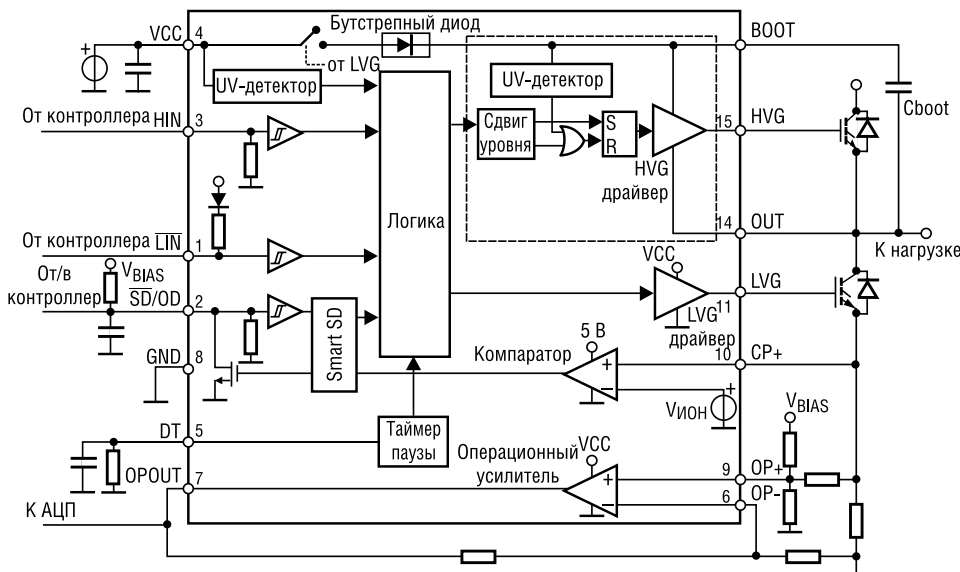 VCC 4
Бутстрепный диод
BOOT
от LVG
UV-детектор
UV-детектор
Cboot
От контроллера HIN 3
Сдвиг
уровня
S
R
15 HVG
HVG
драйвер
Логика
14 OUT
К нагрузке
От контроллера LIN 1
VCC
От/в
контроллер
VBIAS
SD/OD 2
LVG
11
LVG
драйвер
Smart SD
GND 8
5 В
Компаратор
+
−
10 CP+
VИОН
+
VBIAS
DT 5
Таймер
паузы
OPOUT 7
Операционный
усилитель
VCC
+
−
9 OP+
6 OP-
К АЦП
+